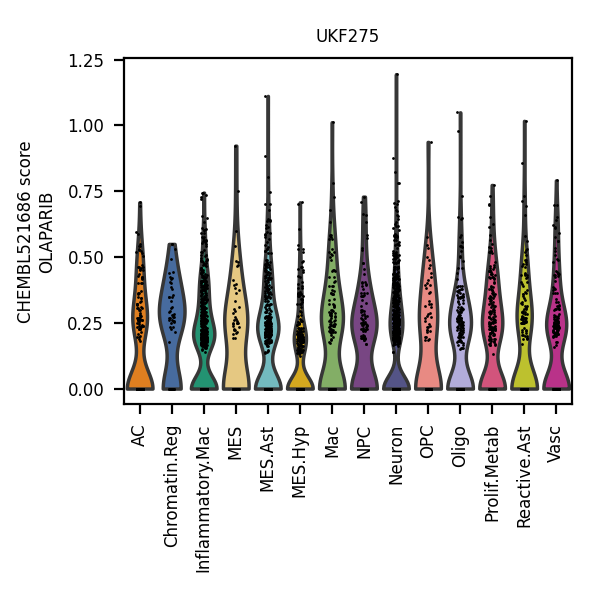 UKF275
CHEMBL521686 score
OLAPARIB
1.25
1.00
0.75
0.50
0.25
0.00
AC
Chromatin.Reg
Inflammatory.Mac
MES
MES.Ast
MES.Hyp
Mac
NPC
Neuron
OPC
Oligo
Prolif.Metab
Reactive.Ast
Vasc